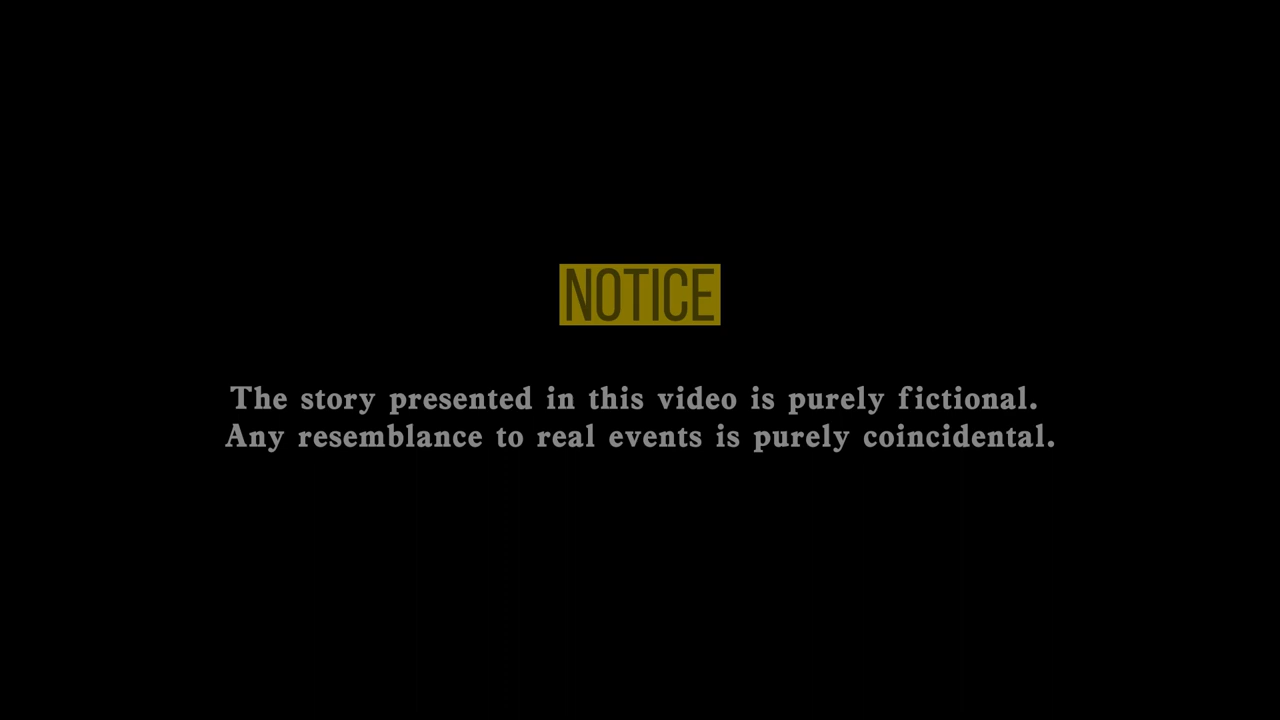 NOTICE
The story presented in this video is purely fictional.
Any resemblance to real events is purely coincidental.